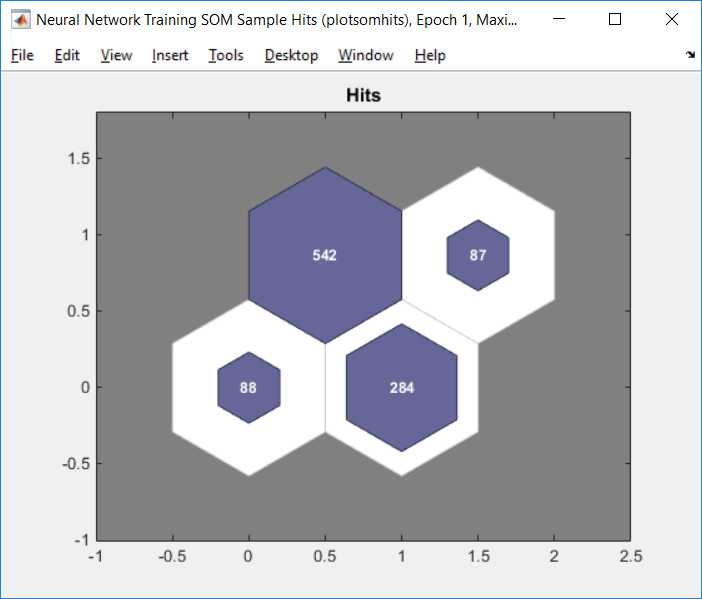 Neural Network Training SOM Sample Hits (plotsomhits), Epoch 1, Maxi...
File Edit View Insert Tools Desktop Window Help
Hits
1.5
1
0.5
0
-0.5
-1
542
87
88
284
-1 -0.5 0 0.5 1 1.5 2 2.5